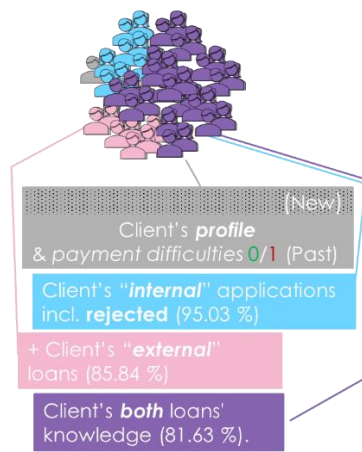 (New)
Client's profile
& payment difficulties 0/1 (Past)
Client's "internal" applications
incl. rejected (95.03 %)
+ Client's "external"
loans (85.84 %)
Client's both loans'
knowledge (81.63 %).